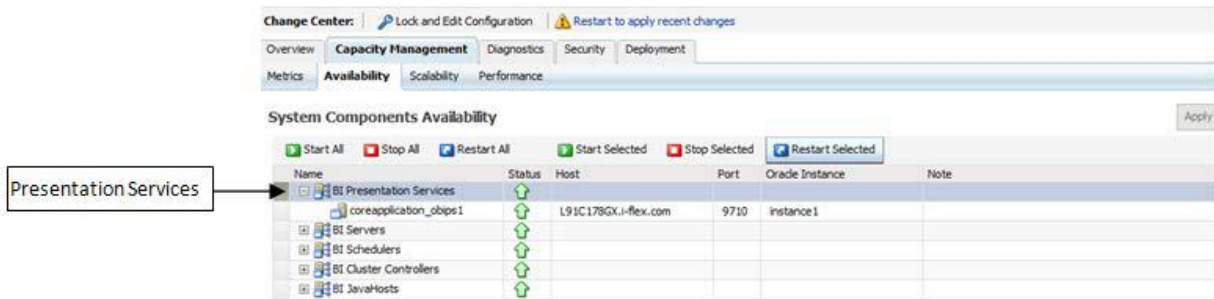 Change Center: Lock and Edit Configuration Restart to apply recent changes
Overview Capacity Management Diagnostics Security Deployment
Metrics Availability Scalability Performance
System Components Availability Apply
Start All Stop All Restart All Start Selected Stop Selected Restart Selected
Name Status Host Port Oracle Instance Note
Presentation Services
BI Presentation Services
coreapplication_obips1 L91C178GX.i-flex.com 9710 instance1
BI Servers
BI Schedulers
BI Cluster Controllers
BI JavaHosts